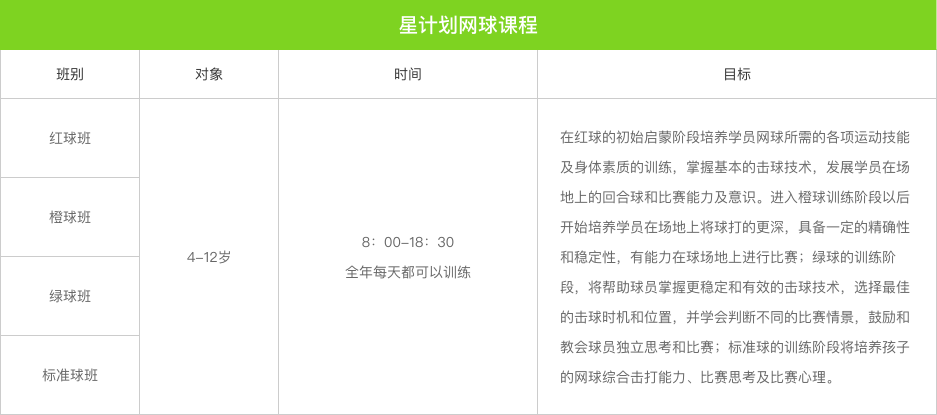 星计划网球课程
班别
对象
时间
目标
红球班
橙球班
绿球班
标准球班
4-12岁
8：00-18：30
全年每天都可以训练
在红球的初始启蒙阶段培养学员网球所需的各项运动技能
及身体素质的训练，掌握基本的击球技术，发展学员在场
地上的回合球和比赛能力及意识。进入橙球训练阶段以后
开始培养学员在场地上将球打的更深，具备一定的精确性
和稳定性，有能力在球场地上进行比赛；绿球的训练阶
段，将帮助球员掌握更稳定和有效的击球技术，选择最佳
的击球时机和位置，并学会判断不同的比赛情景，鼓励和
教会球员独立思考和比赛；标准球的训练阶段将培养孩子
的网球综合击打能力、比赛思考及比赛心理。